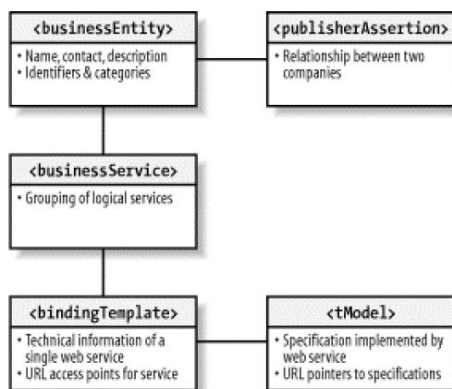 <businessEntity>
• Name, contact, description
• Identifiers & categories
<publisherAssertion>
• Relationship between two
companies
<businessService>
• Grouping of logical services
<bindingTemplate>
• Technical information of a
single web service
• URL access points for service
<tModel>
• Specification implemented by
web service
• URL pointers to specifications